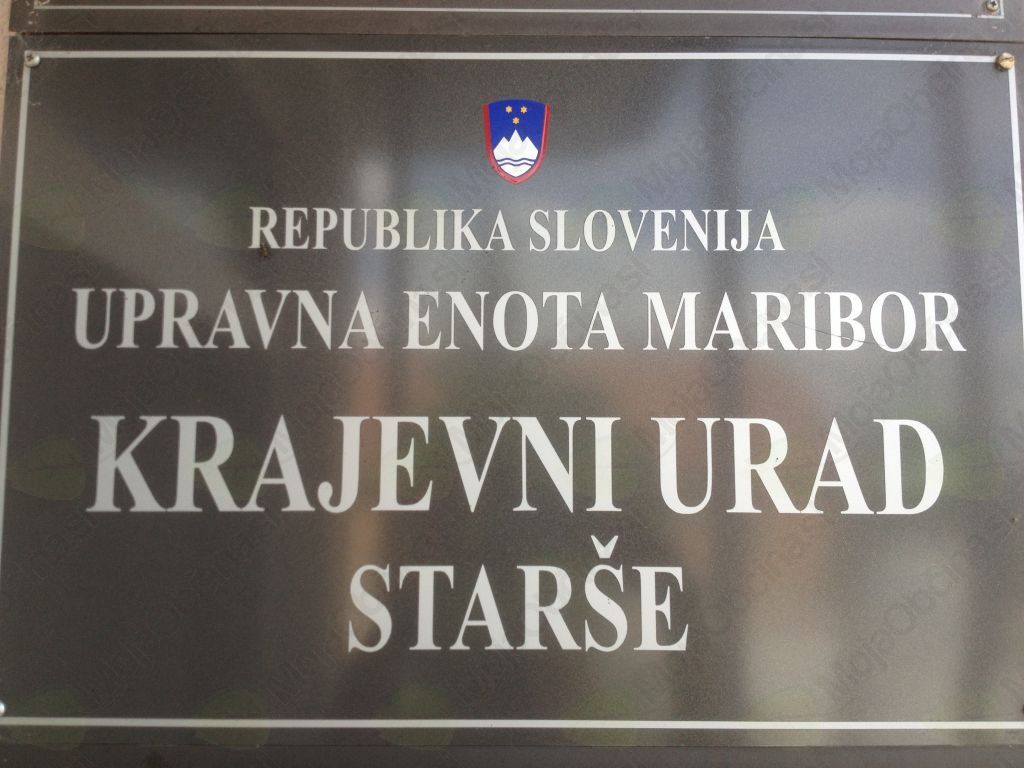 REPUBLIKA SLOVENIJA
UPRAVNA ENOTA MARIBOR
KRAJEVNI URAD
STARŠE